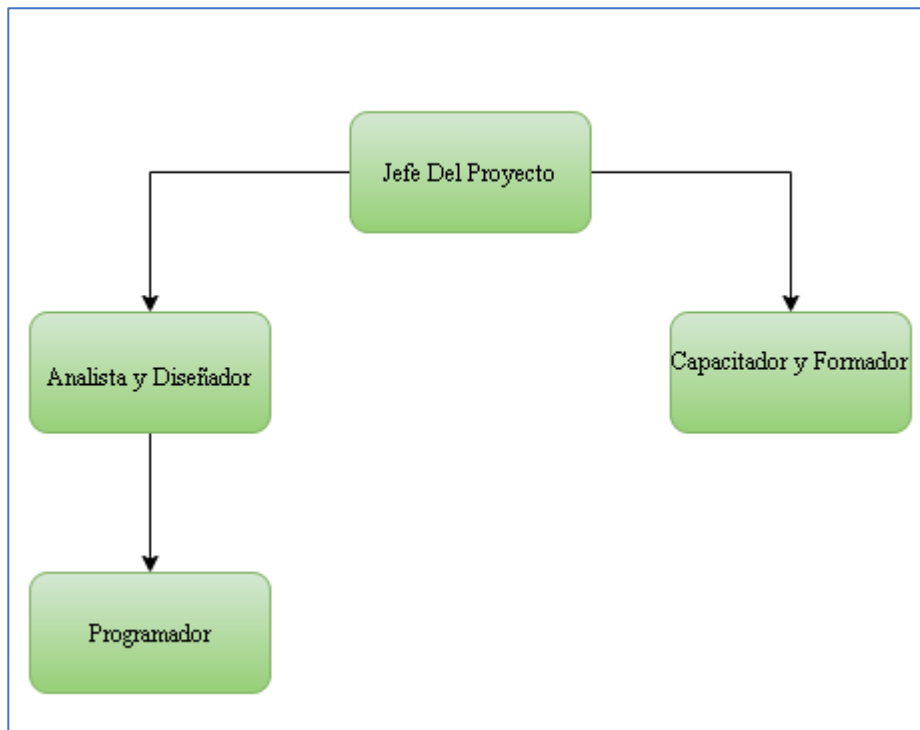 Jefe Del Proyecto
Analista y Diseñador
Capacitador y Formador
Programador